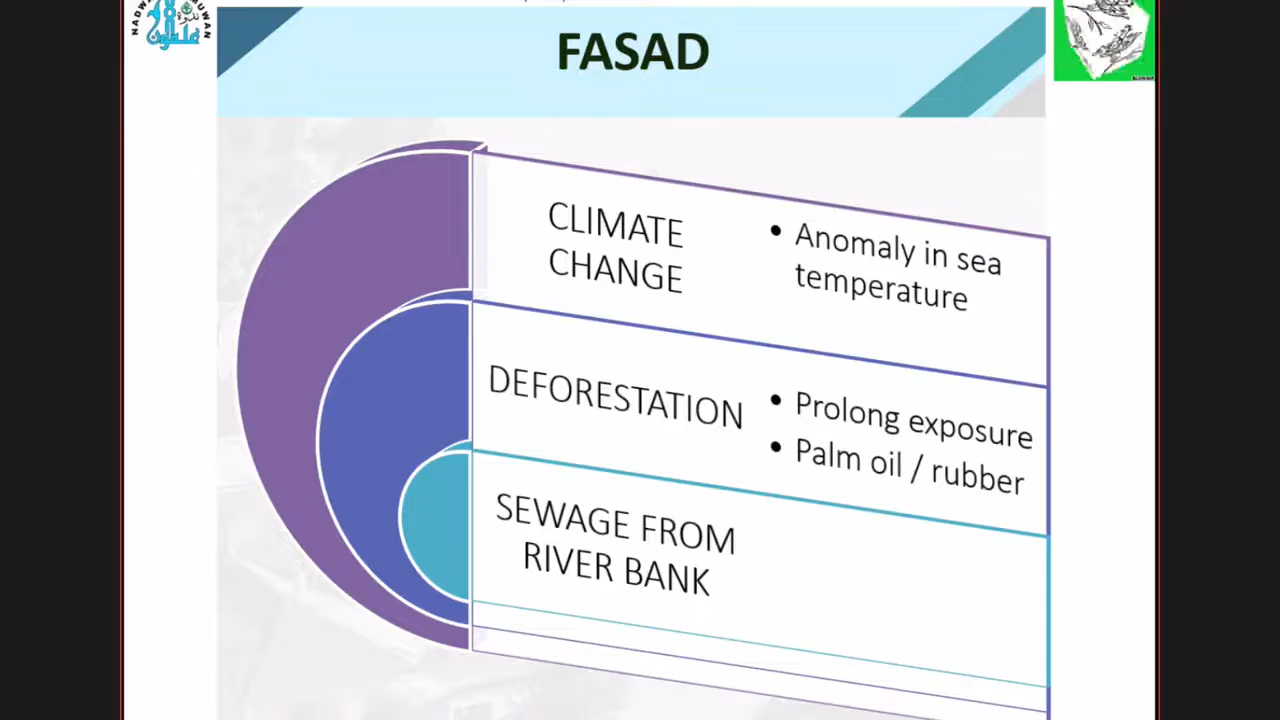 FASAD
CLIMATE
CHANGE
• Anomaly in sea
temperature
DEFORESTATION
• Prolong exposure
• Palm oil / rubber
SEWAGE FROM
RIVER BANK